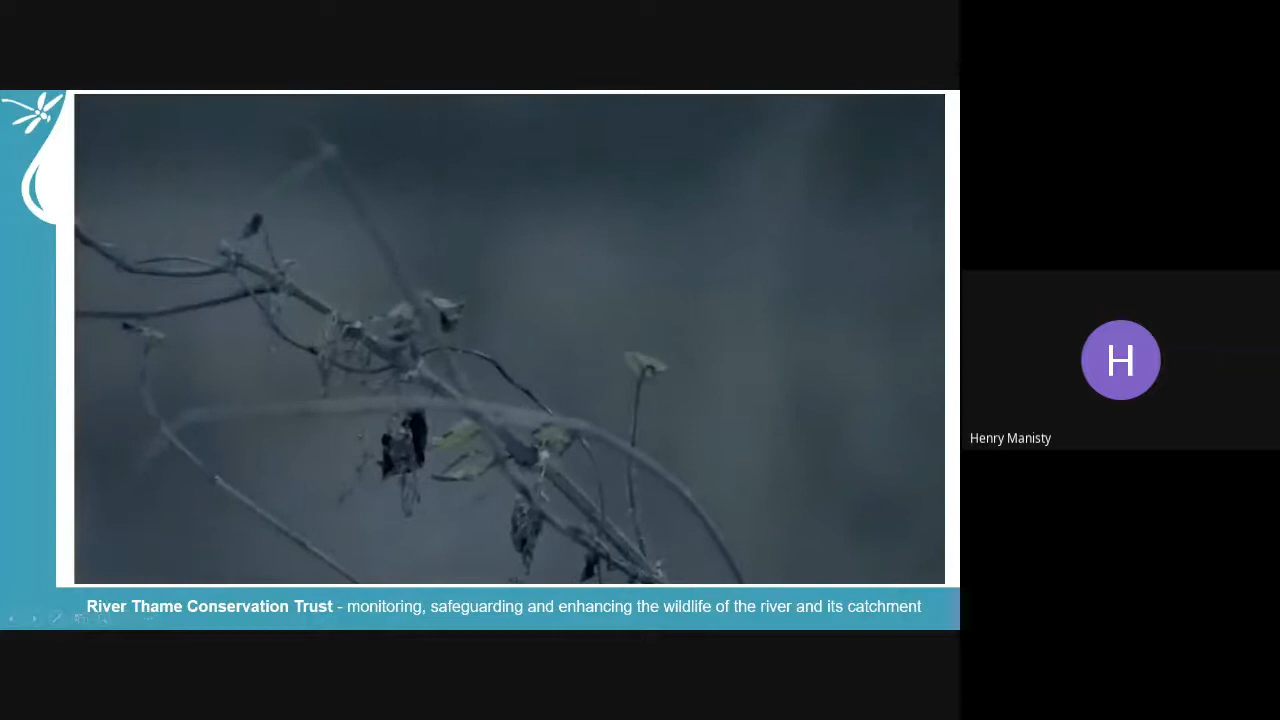 River Thame Conservation Trust - monitoring, safeguarding and enhancing the wildlife of the river and its catchment
H
Henry Manisty